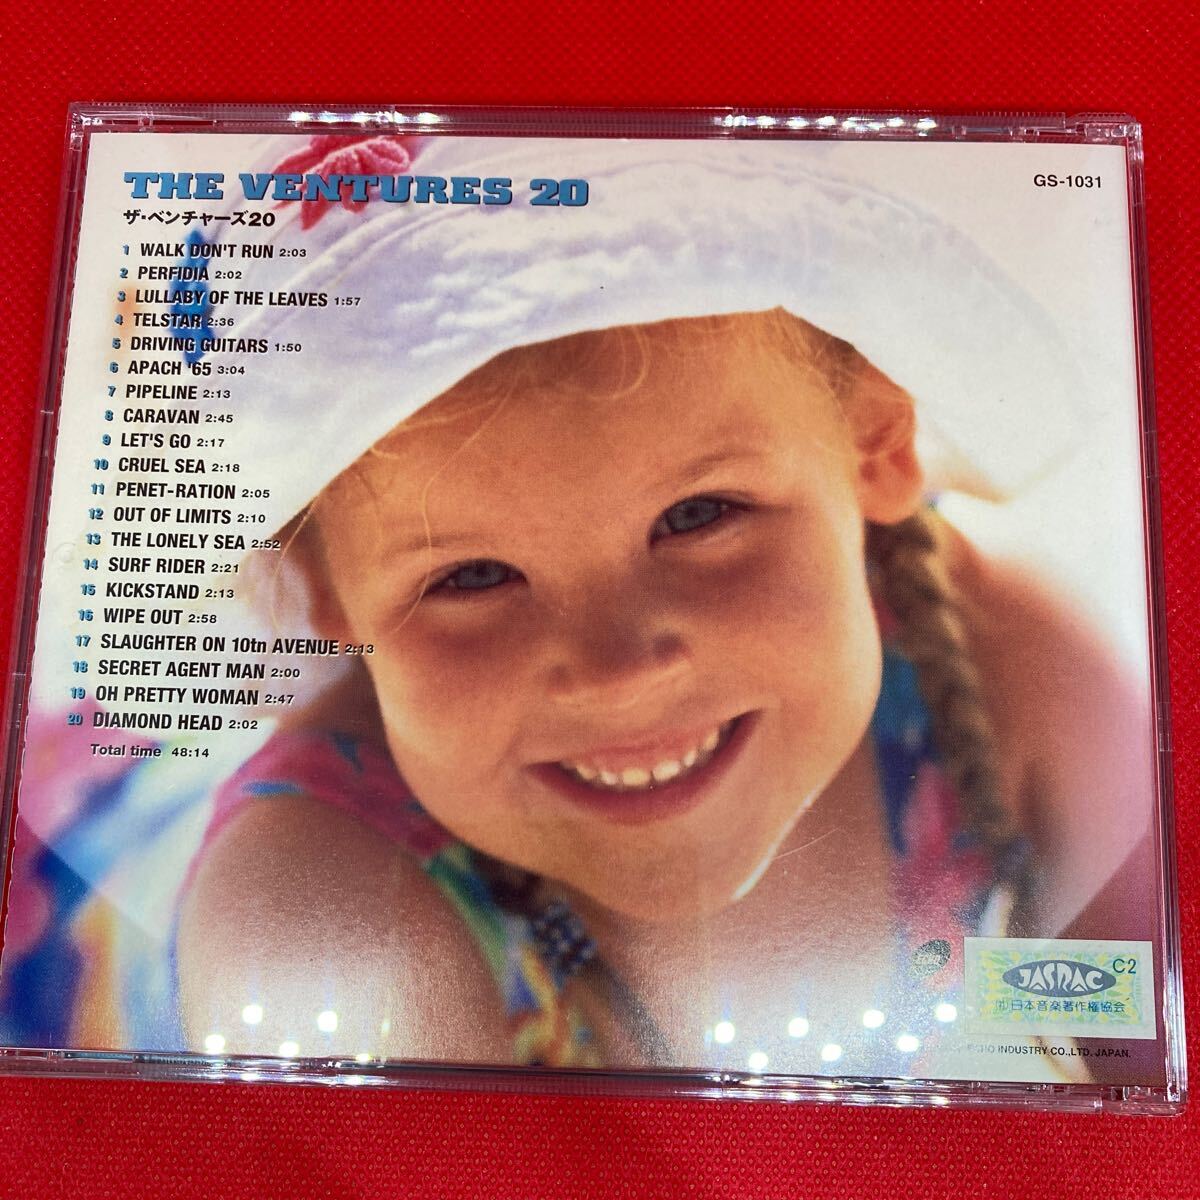 THE VENTURES 20
GS-1031
ザ・ベンチャーズ20
1 WALK DON'T RUN 2:03
2 PERFIDIA 2:02
3 LULLABY OF THE LEAVES 1:57
4 TELSTAR 2:36
5 DRIVING GUITARS 1:50
6 APACH '65 3:04
7 PIPELINE 2:13
8 CARAVAN 2:45
9 LET'S GO 2:17
10 CRUEL SEA 2:18
11 PENET-RATION 2:05
12 OUT OF LIMITS 2:10
13 THE LONELY SEA 2:52
14 SURF RIDER 2:21
15 KICKSTAND 2:13
16 WIPE OUT 2:58
17 SLAUGHTER ON 10tn AVENUE 2:13
18 SECRET AGENT MAN 2:00
19 OH PRETTY WOMAN 2:47
20 DIAMOND HEAD 2:02
Total time 48:14
ECHO
JASRAC C2
(社)日本音楽著作権協会
ECHO INDUSTRY CO.,LTD. JAPAN.